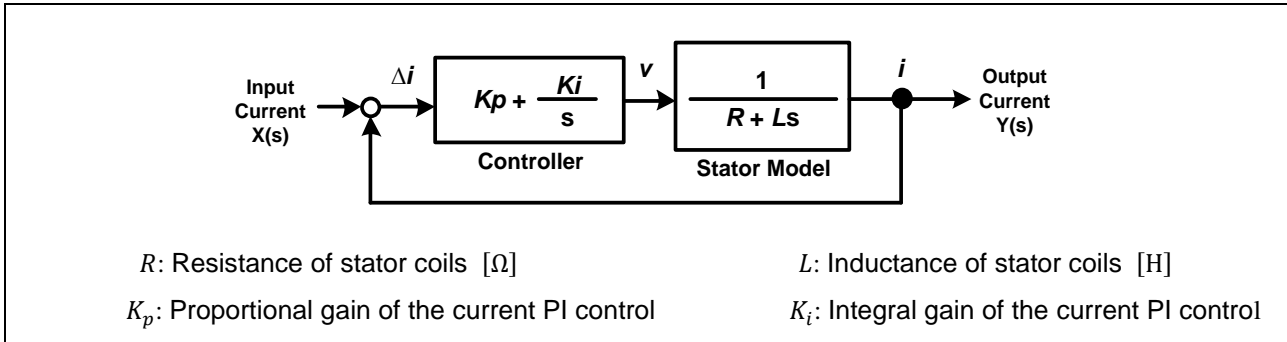 Input
Current
X(s)
Δi
Kp + Ki
s
Controller
v
1
R + Ls
Stator Model
i
Output
Current
Y(s)
R: Resistance of stator coils [Ω]
L: Inductance of stator coils [H]
Kp: Proportional gain of the current PI control
Ki: Integral gain of the current PI control